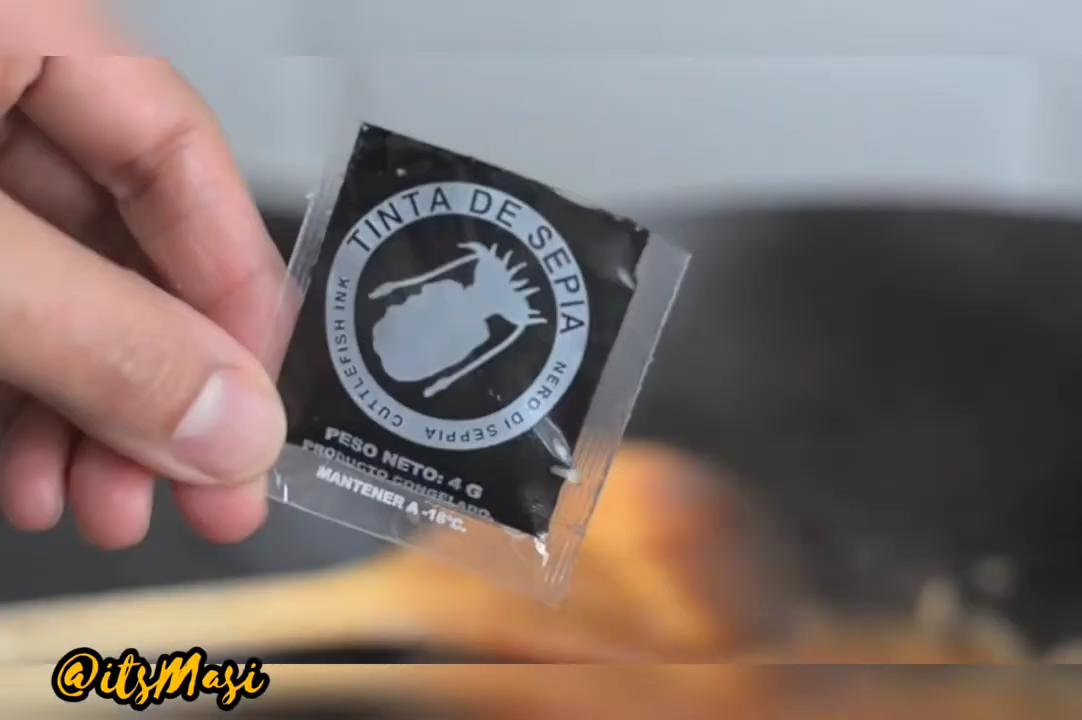 TINTA DE SEPIA
NERO DI SEPPIA
CUTTLEFISH INK
PESO NETO: 4 G
PRODUCTO CONGELADO.
MANTENER A -18°C.
@itsMasi